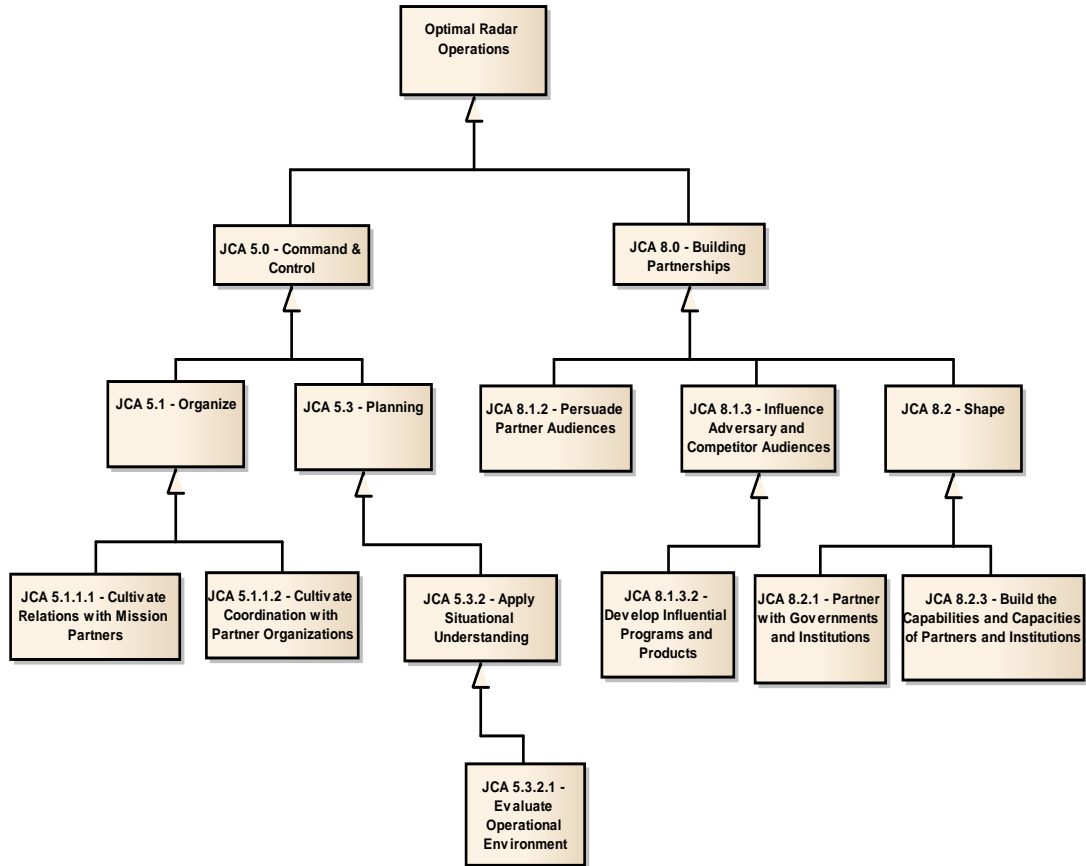 Optimal Radar
Operations
JCA 5.0 - Command &
Control
JCA 8.0 - Building
Partnerships
JCA 5.1 - Organize
JCA 5.3 - Planning
JCA 8.1.2 - Persuade
Partner Audiences
JCA 8.1.3 - Influence
Adversary and
Competitor Audiences
JCA 8.2 - Shape
JCA 5.1.1.1 - Cultivate
Relations with Mission
Partners
JCA 5.1.1.2 - Cultivate
Coordination with
Partner Organizations
JCA 5.3.2 - Apply
Situational
Understanding
JCA 8.1.3.2 -
Develop Influential
Programs and
Products
JCA 8.2.1 - Partner
with Governments
and Institutions
JCA 8.2.3 - Build the
Capabilities and Capacities
of Partners and Institutions
JCA 5.3.2.1 -
Evaluate
Operational
Environment